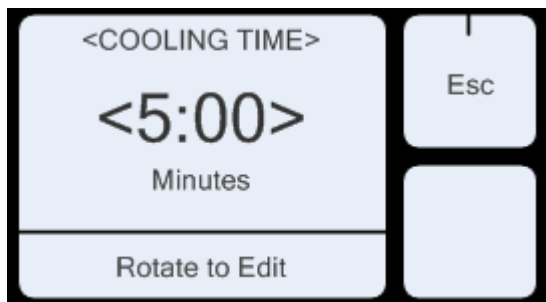 <COOLING TIME>
<5:00>
Minutes
Rotate to Edit
Esc